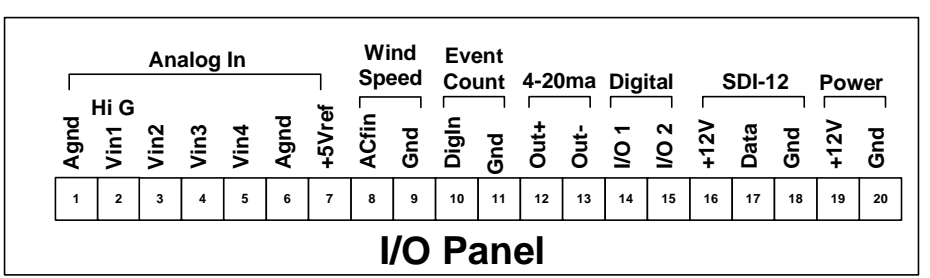 Analog In
Wind Speed
Event Count
4-20ma
Digital
SDI-12
Power
Hi G
Agnd
Vin1
Vin2
Vin3
Vin4
Agnd
+5Vref
ACfin
Gnd
DigIn
Gnd
Out+
Out-
I/O 1
I/O 2
+12V
Data
Gnd
+12V
Gnd
1 2 3 4 5 6 7 8 9 10 11 12 13 14 15 16 17 18 19 20
I/O Panel